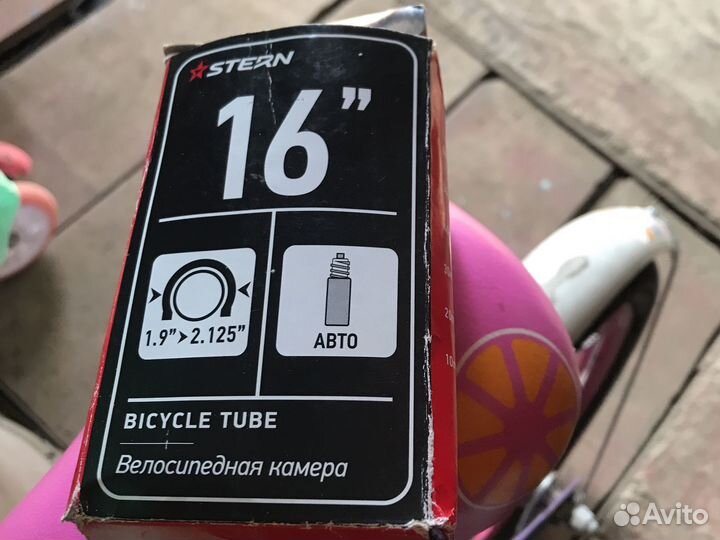 STERN
16”
1.9” > 2.125”
АВТО
BICYCLE TUBE
Велосипедная камера
Avito